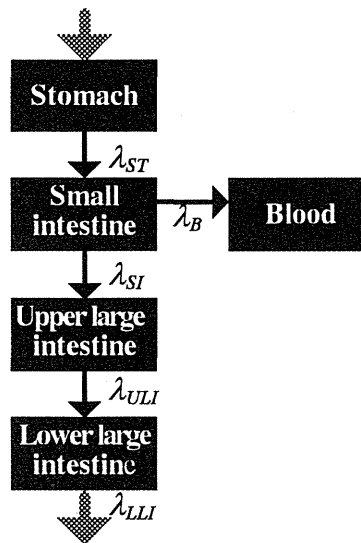 Stomach
λST
Small
intestine
λB
Blood
λSI
Upper large
intestine
λULI
Lower large
intestine
λLLI